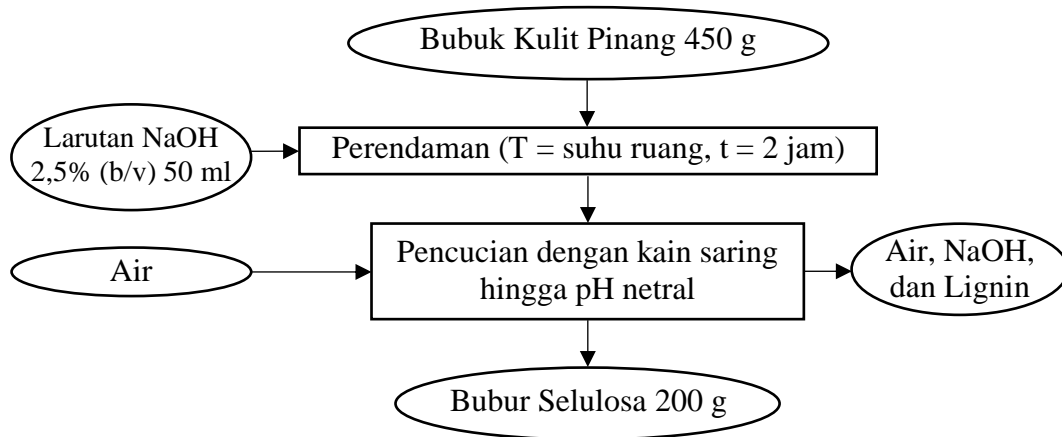 Bubuk Kulit Pinang 450 g
Larutan NaOH
2,5% (b/v) 50 ml
Perendaman (T = suhu ruang, t = 2 jam)
Air
Pencucian dengan kain saring
hingga pH netral
Air, NaOH,
dan Lignin
Bubur Selulosa 200 g